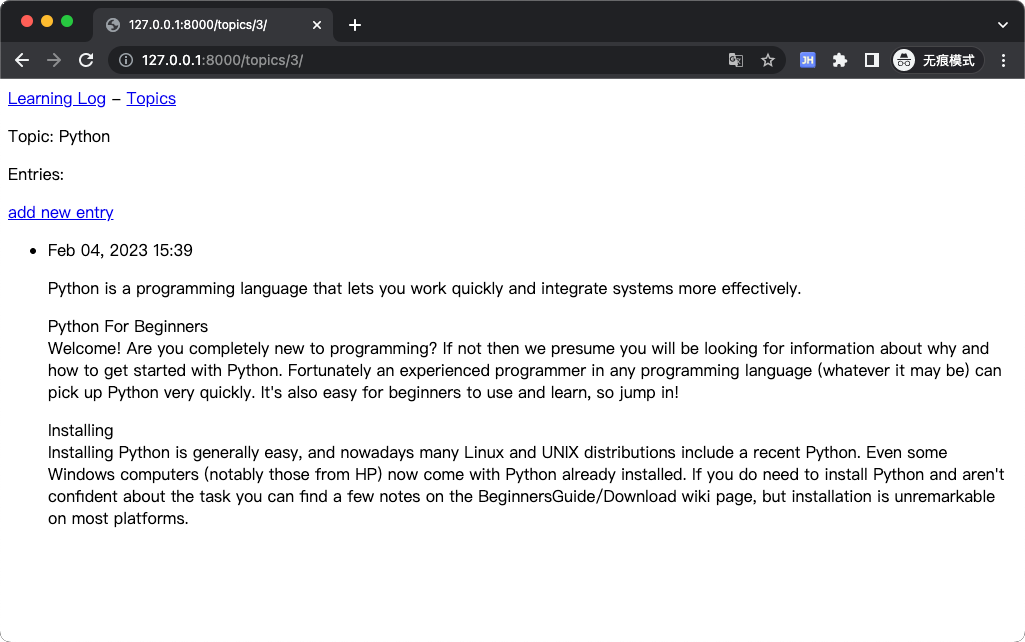 127.0.0.1:8000/topics/3/
127.0.0.1:8000/topics/3/
JH
无痕模式
Learning Log - Topics
Topic: Python
Entries:
add new entry
Feb 04, 2023 15:39
Python is a programming language that lets you work quickly and integrate systems more effectively.
Python For Beginners
Welcome! Are you completely new to programming? If not then we presume you will be looking for information about why and
how to get started with Python. Fortunately an experienced programmer in any programming language (whatever it may be) can
pick up Python very quickly. It's also easy for beginners to use and learn, so jump in!
Installing
Installing Python is generally easy, and nowadays many Linux and UNIX distributions include a recent Python. Even some
Windows computers (notably those from HP) now come with Python already installed. If you do need to install Python and aren't
confident about the task you can find a few notes on the BeginnersGuide/Download wiki page, but installation is unremarkable
on most platforms.